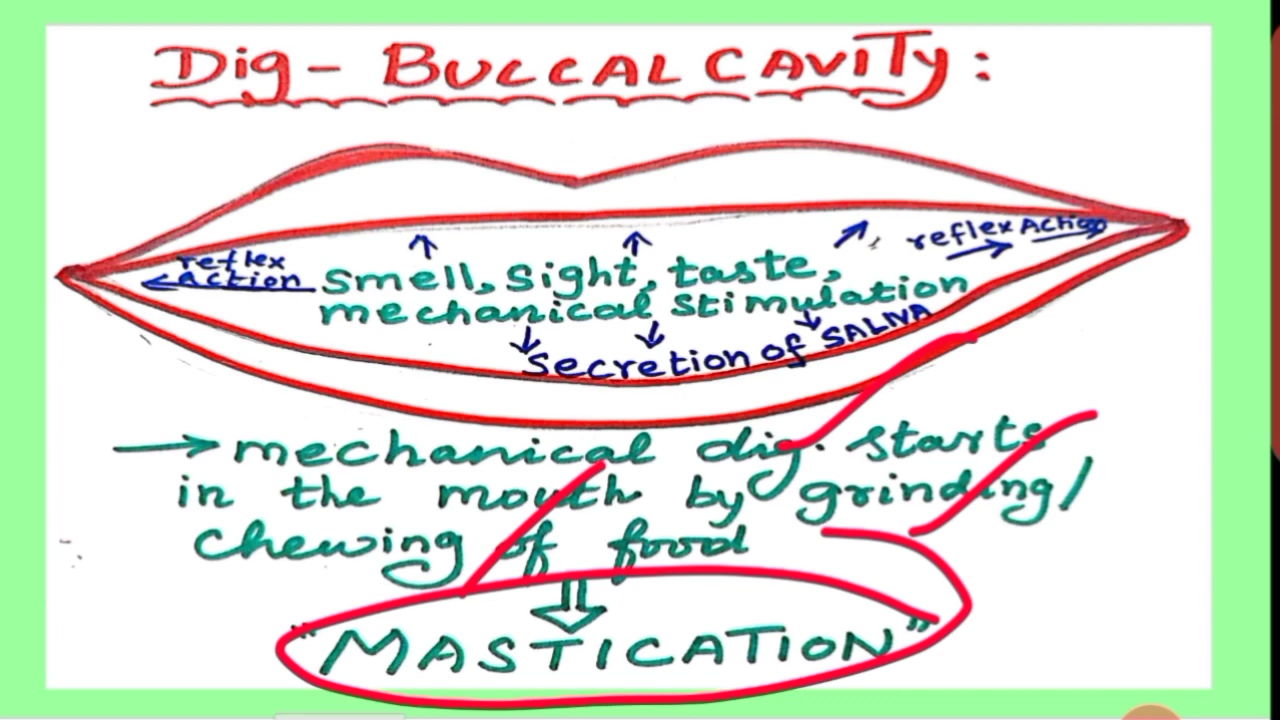 Dig - BUCCAL CAVITY:
reflex Action
reflex Action
Smell, Sight, taste,
mechanical stimulation
Secretion of SALIVA
→ mechanical dig. starts
in the mouth by grinding/
chewing of food
"MASTICATION"